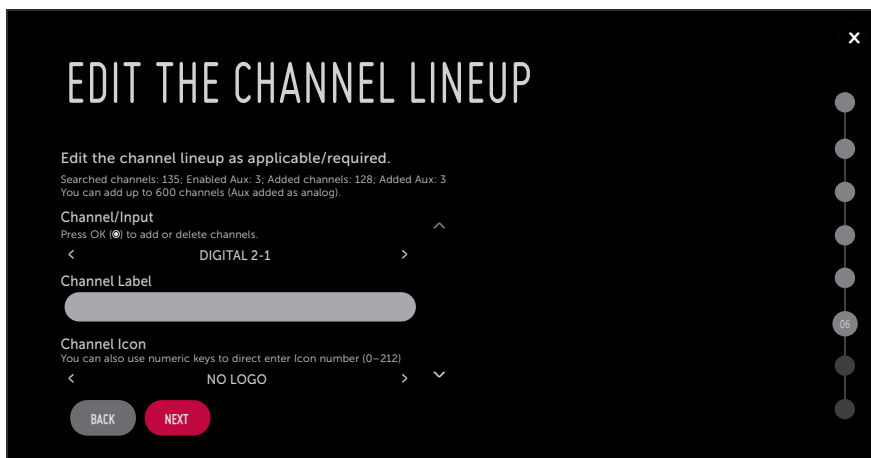 X
EDIT THE CHANNEL LINEUP
Edit the channel lineup as applicable/required.
Searched channels: 135; Enabled Aux: 3; Added channels: 128; Added Aux: 3
You can add up to 600 channels (Aux added as analog).
Channel/Input
Press OK (◉) to add or delete channels.
< DIGITAL 2-1 >
Channel Label
Channel Icon
You can also use numeric keys to direct enter Icon number (0–212)
< NO LOGO >
06
BACK NEXT